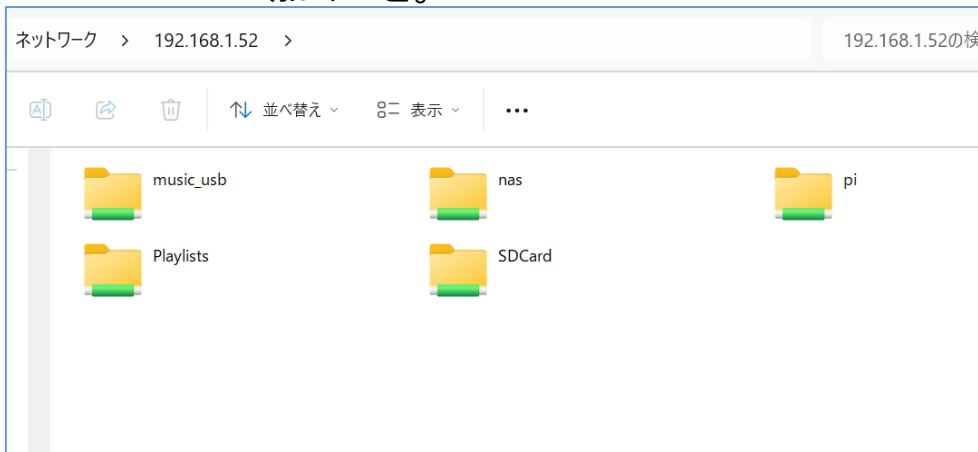 ネットワーク > 192.168.1.52 >
192.168.1.52の検
並べ替え
表示
music_usb
nas
pi
Playlists
SDCard